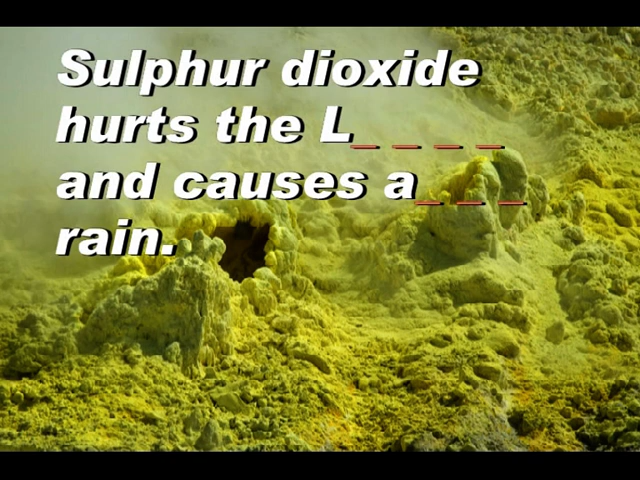 Sulphur dioxide
hurts the L_ _ _ _
and causes a_ _ _
rain.